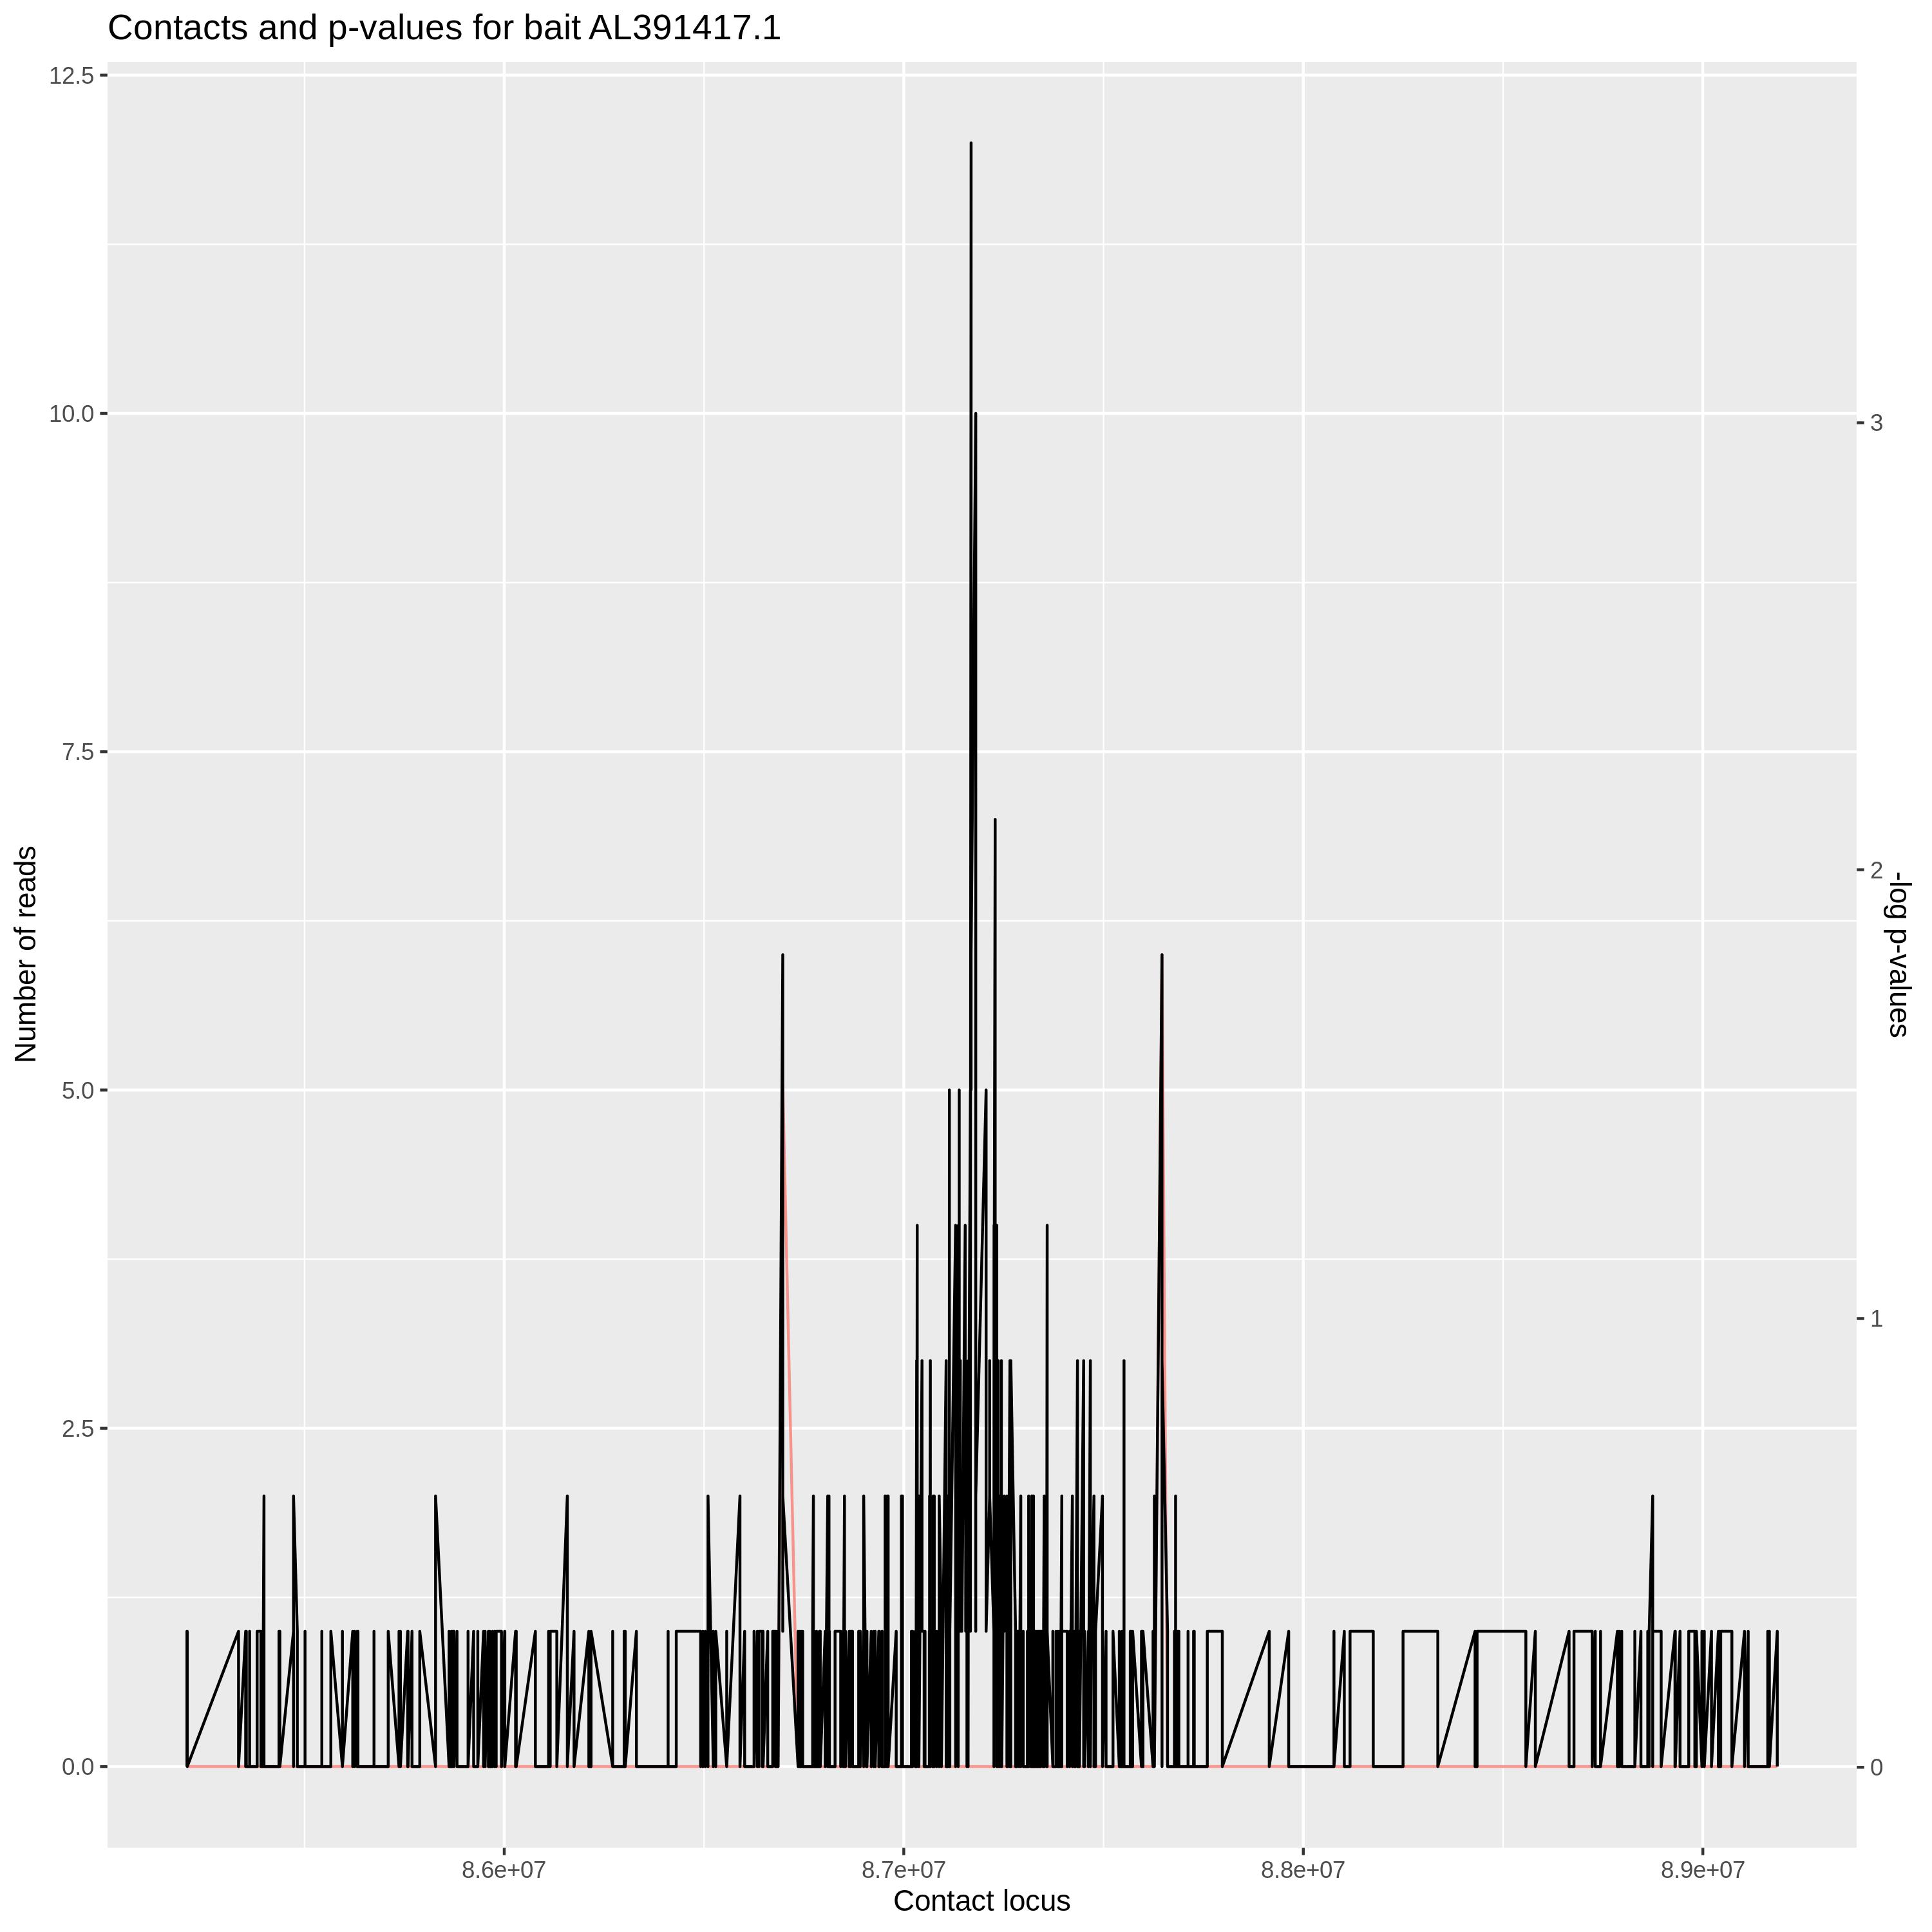 Contacts and p-values for bait AL391417.1
12.5
10.0
7.5
5.0
2.5
0.0
Number of reads
3
2
1
0
-log p-values
8.6e+07 8.7e+07 8.8e+07 8.9e+07
Contact locus